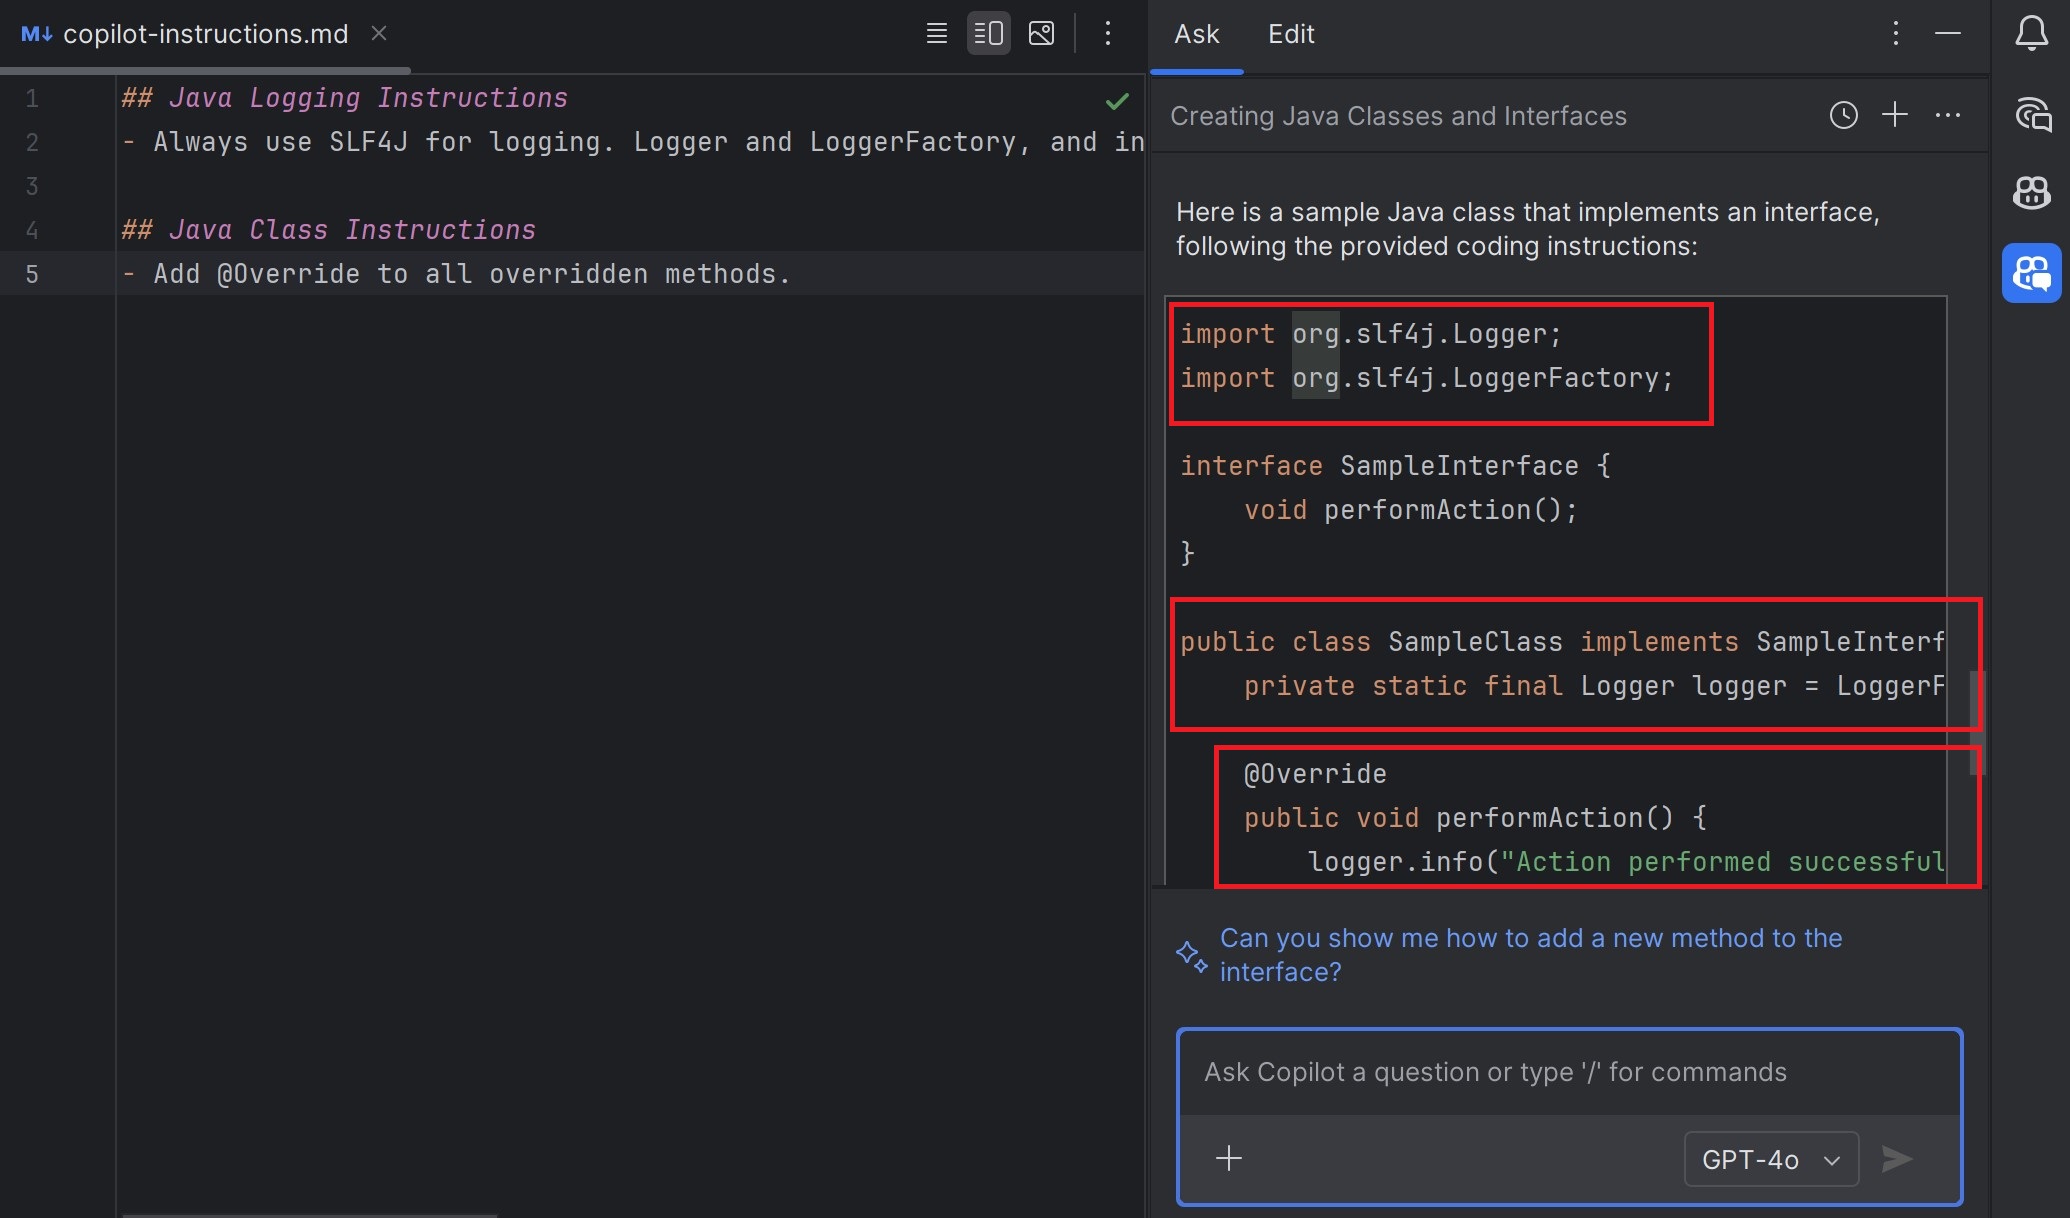 M↓ copilot-instructions.md
1 ## Java Logging Instructions
2 - Always use SLF4J for logging. Logger and LoggerFactory, and in
3
4 ## Java Class Instructions
5 - Add @Override to all overridden methods.
Ask Edit
Creating Java Classes and Interfaces
Here is a sample Java class that implements an interface,
following the provided coding instructions:
import org.slf4j.Logger;
import org.slf4j.LoggerFactory;
interface SampleInterface {
void performAction();
}
public class SampleClass implements SampleInterf
private static final Logger logger = LoggerF
@Override
public void performAction() {
logger.info("Action performed successful
Can you show me how to add a new method to the
interface?
Ask Copilot a question or type '/' for commands
GPT-4o